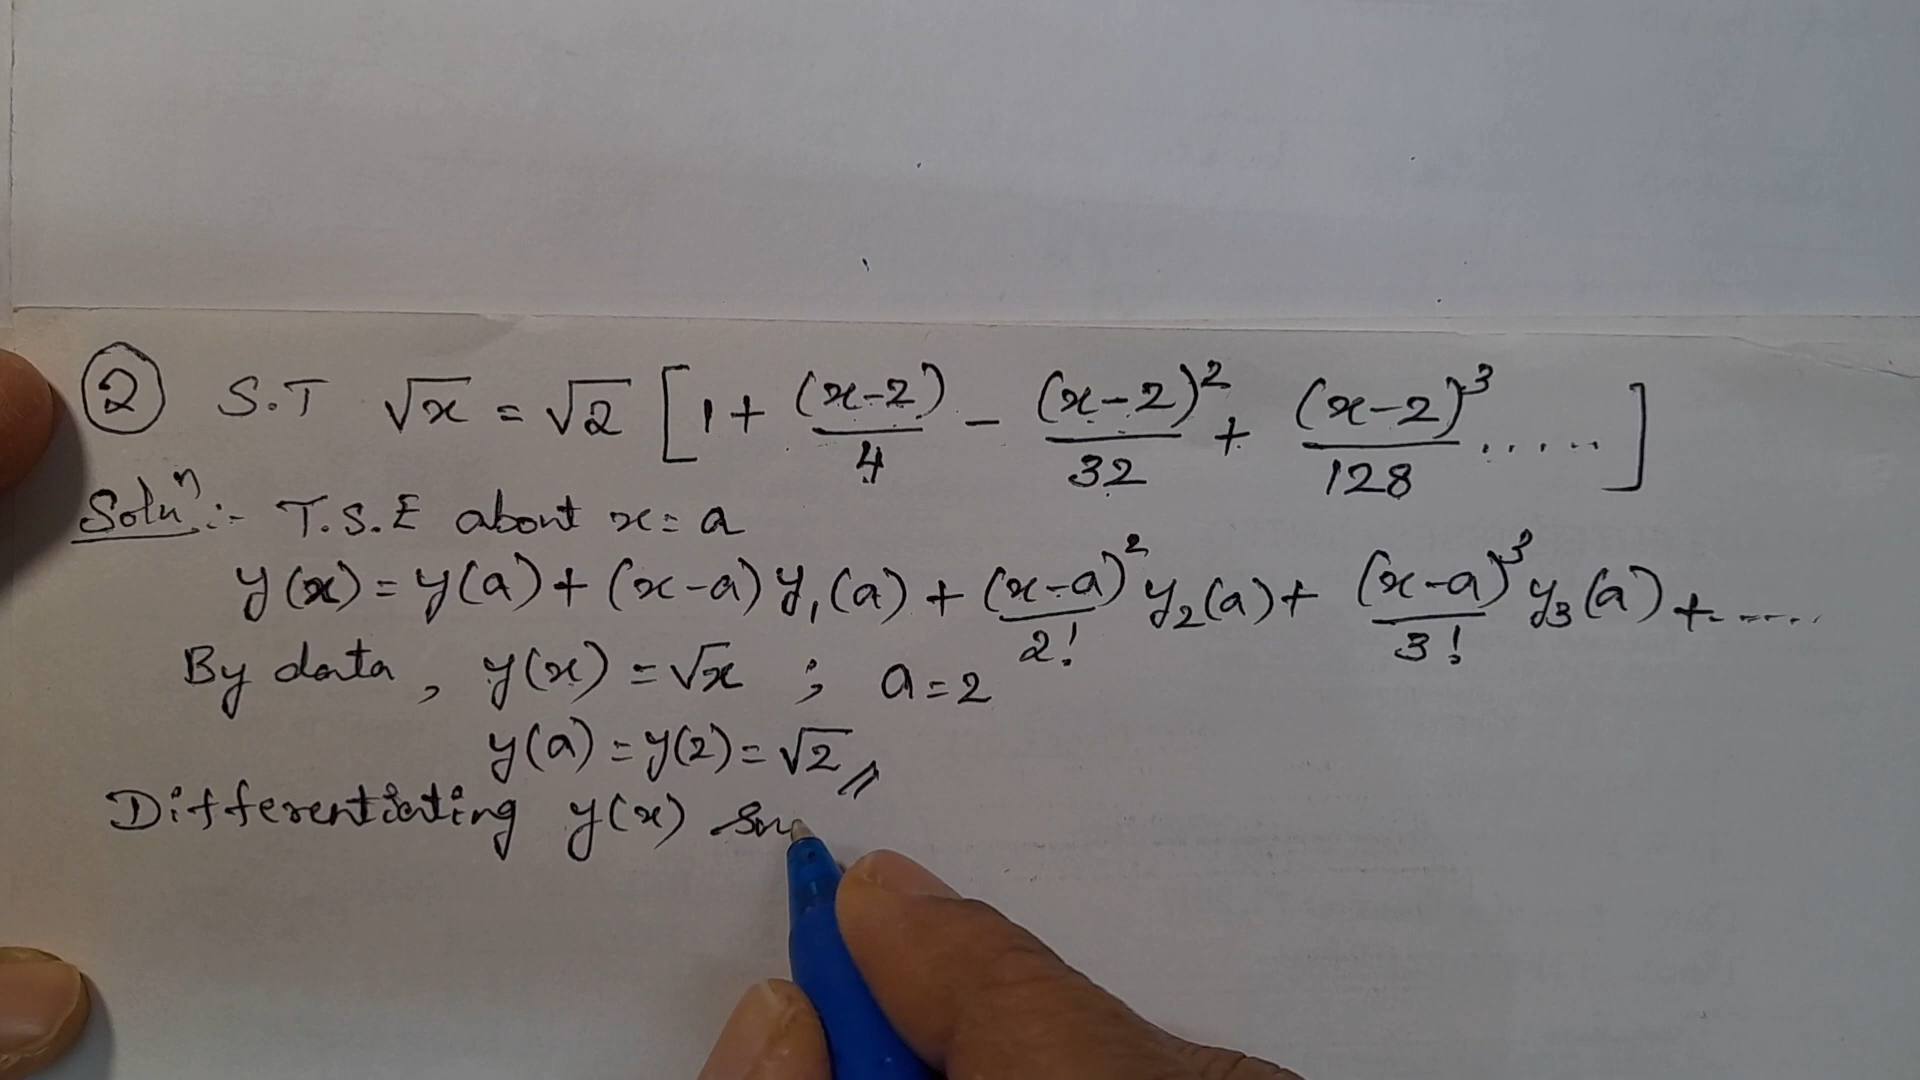 ② S.T √x = √2 [1 + (x-2)/4 - (x-2)²/32 + (x-2)³/128 .....]
Soluⁿ:- T.S.E about x = a
y(x) = y(a) + (x-a) y₁(a) + (x-a)²/2! y₂(a) + (x-a)³/3! y₃(a) + .....
By data, y(x) = √x ; a = 2
y(a) = y(2) = √2 //
Differentiating y(x)